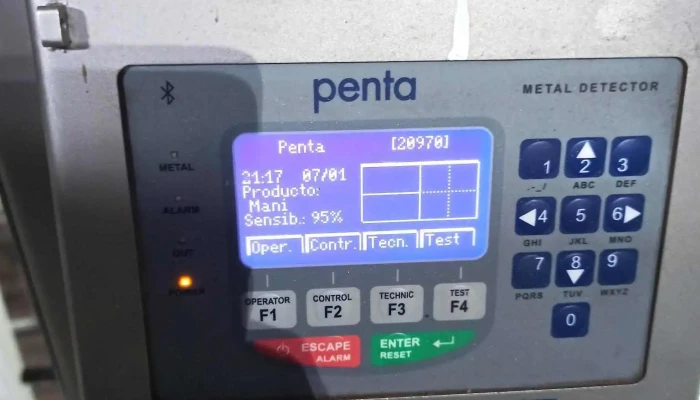 penta
METAL DETECTOR
Penta [20970]
21:17 07/01
Producto:
Mani
Sensib.: 95%
Oper. Contr. Tecn. Test
METAL
ALARM
OUT
POWER
1 2 3
.-_/ ABC DEF
4 5 6
GHI JKL MNO
7 8 9
PQRS TUV WXYZ
0
OPERATOR CONTROL TECHNIC TEST
F1 F2 F3 F4
ESCAPE
ALARM
ENTER
RESET